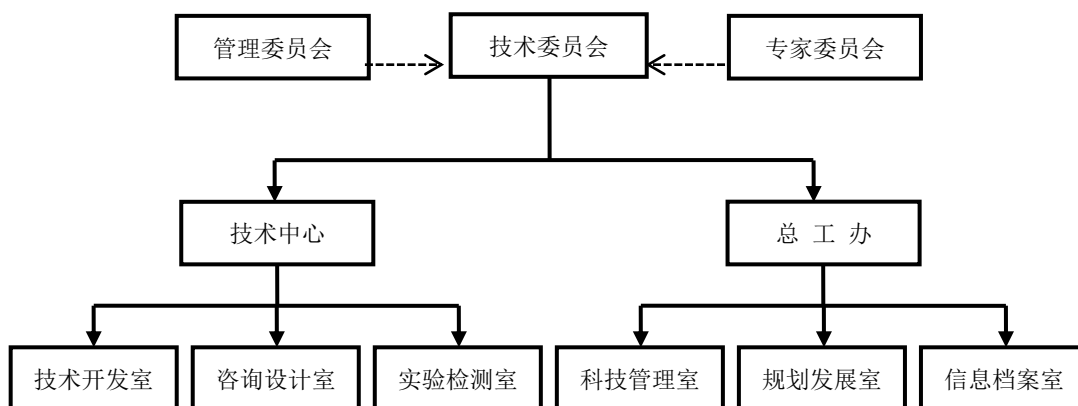 管理委员会
技术委员会
专家委员会
技术中心
总 工 办
技术开发室
咨询设计室
实验检测室
科技管理室
规划发展室
信息档案室